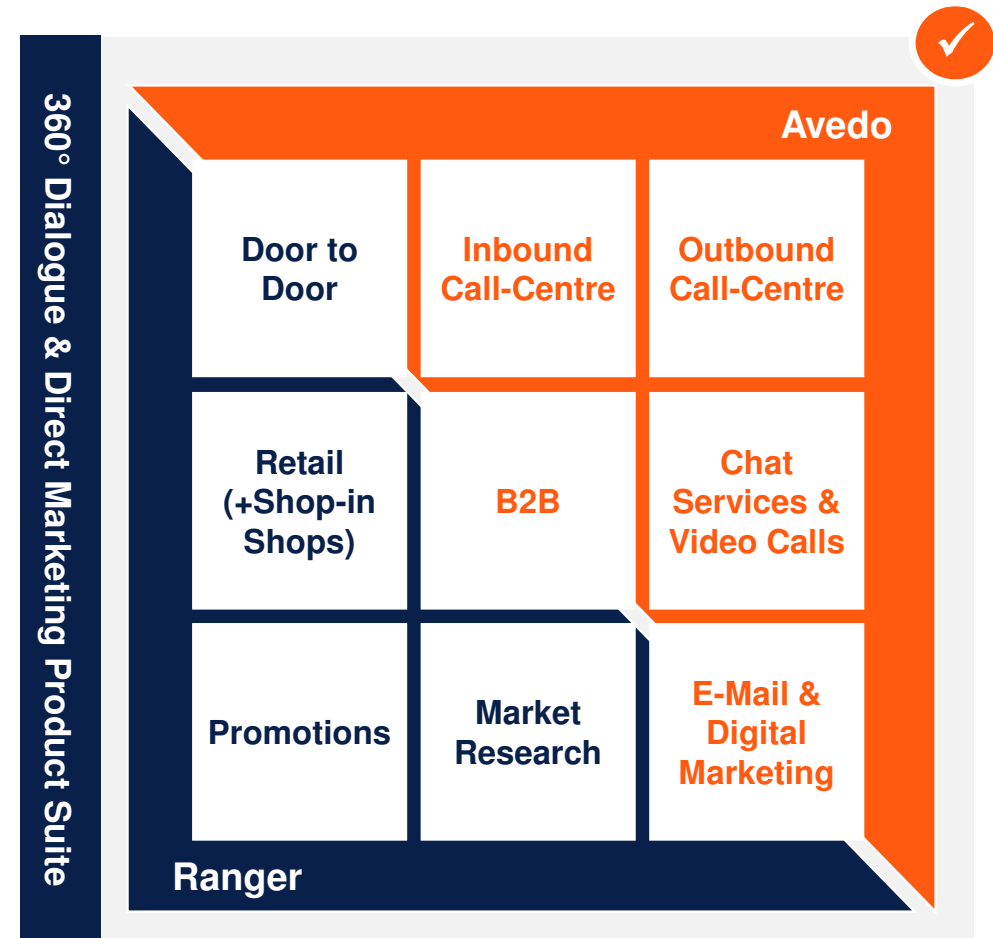 360° Dialogue & Direct Marketing Product Suite
Avedo
Door to
Door
Inbound
Call-Centre
Outbound
Call-Centre
Retail
(+Shop-in
Shops)
B2B
Chat
Services &
Video Calls
Promotions
Market
Research
E-Mail &
Digital
Marketing
Ranger